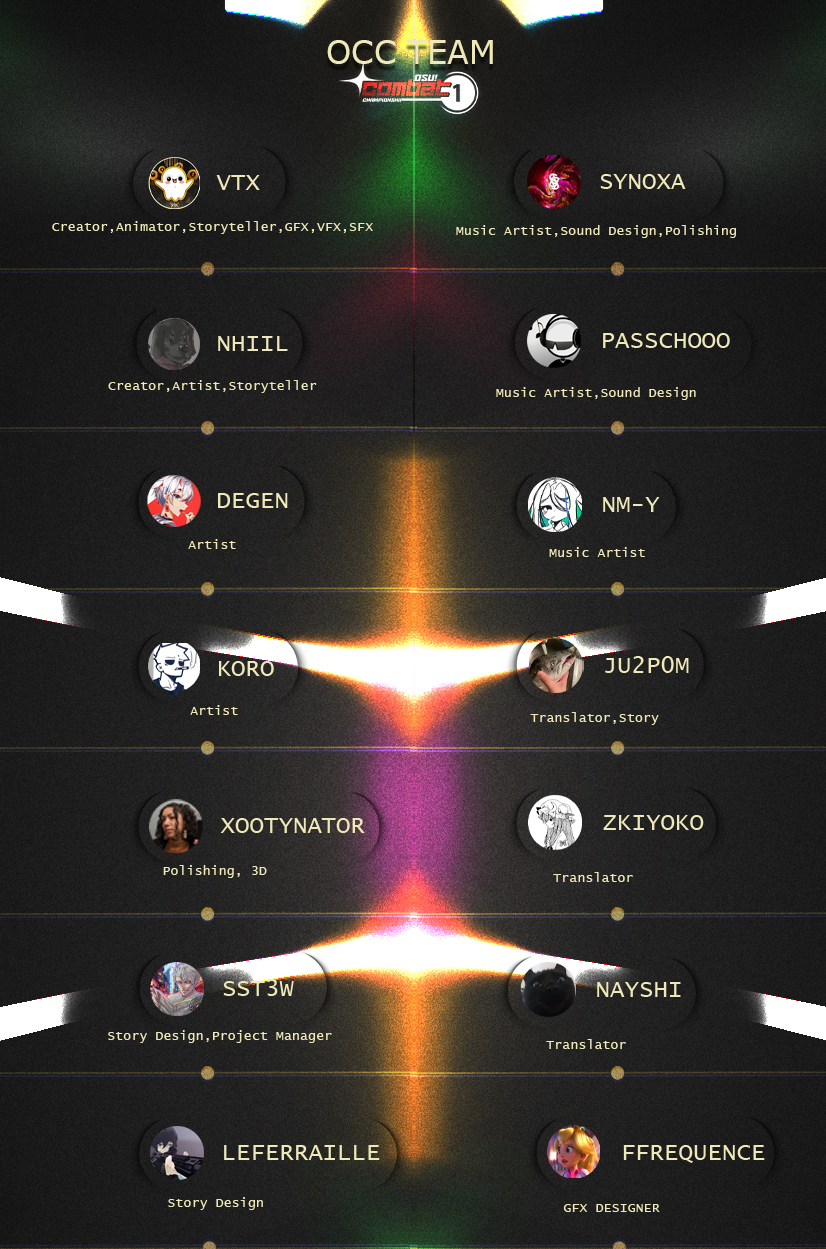 OCC TEAM
OSU!
combat
CHAMPIONSHIP
1
VTX
Creator,Animator,Storyteller,GFX,VFX,SFX
SYNOXA
Music Artist,Sound Design,Polishing
NHIIL
Creator,Artist,Storyteller
PASSCHOOO
Music Artist,Sound Design
DEGEN
Artist
NM-Y
Music Artist
KORO
Artist
JU2P0M
Translator,Story
XOOTYNATOR
Polishing, 3D
ZKIYOKO
Translator
SST3W
Story Design,Project Manager
NAYSHI
Translator
LEFERRAILLE
Story Design
FFREQUENCE
GFX DESIGNER